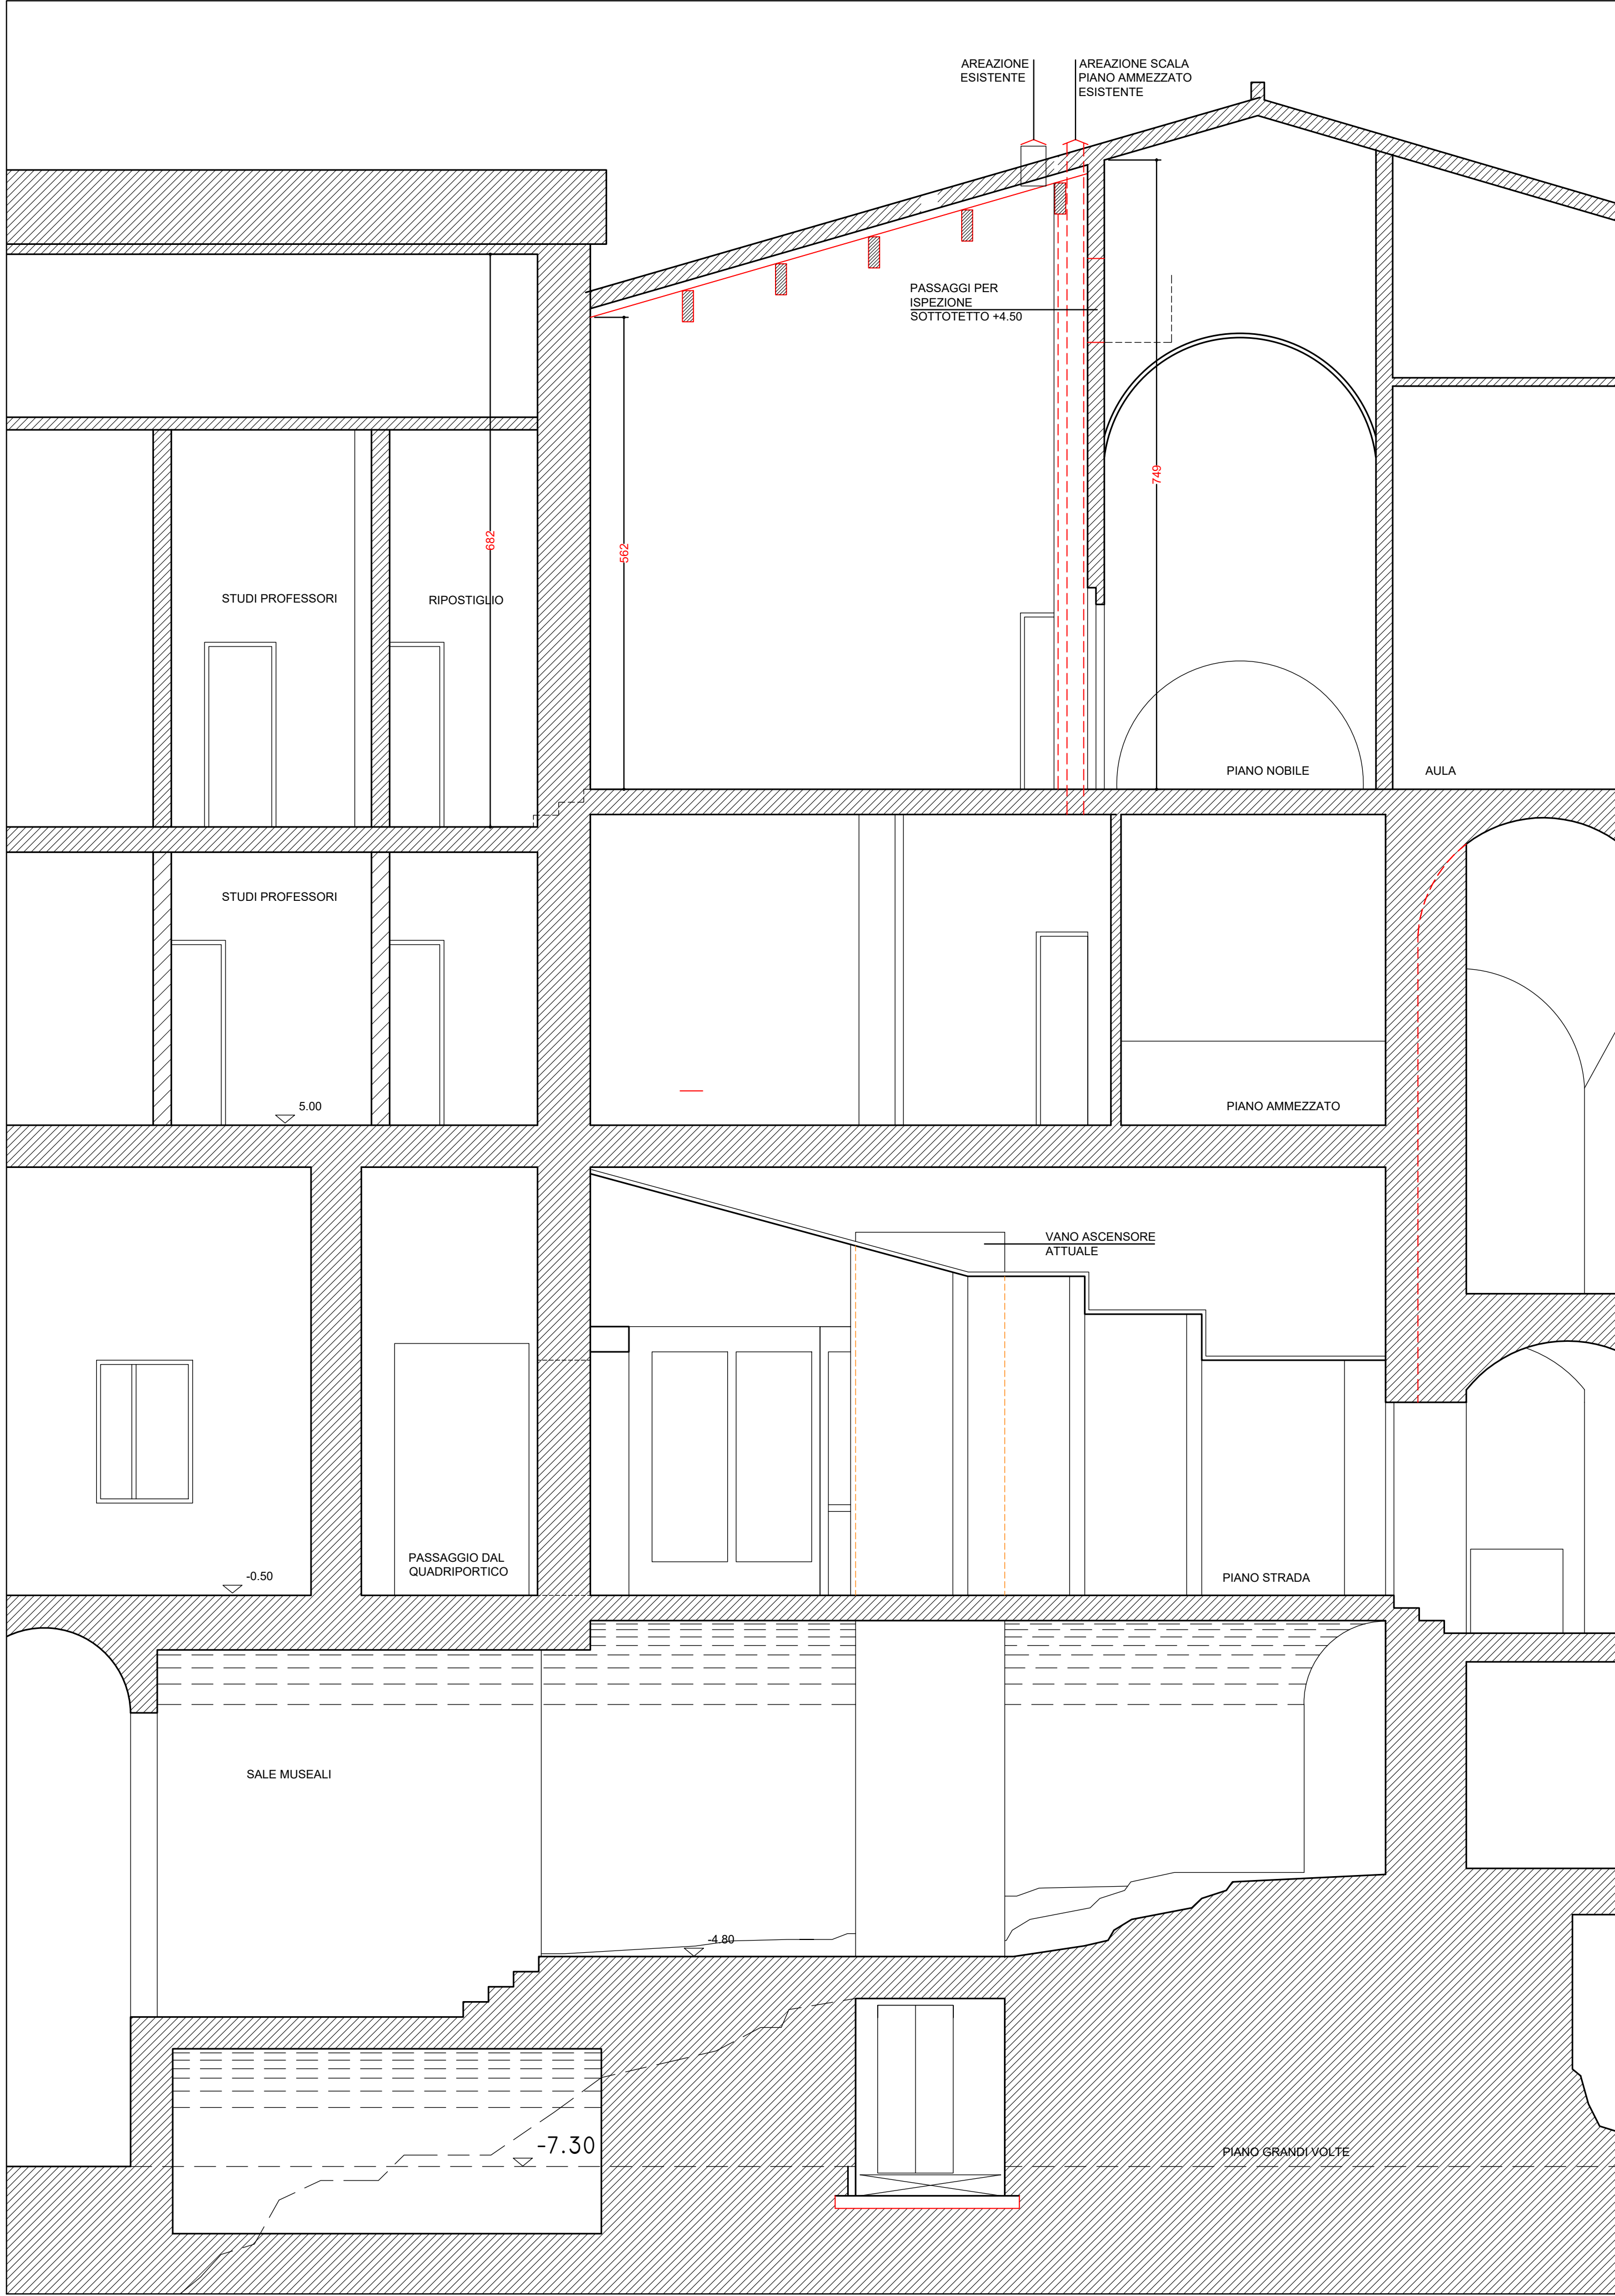 AREAZIONE
ESISTENTE
AREAZIONE SCALA
PIANO AMMEZZATO
ESISTENTE
PASSAGGI PER
ISPEZIONE
SOTTOTETTO +4.50
749
682
562
STUDI PROFESSORI
RIPOSTIGLIO
PIANO NOBILE
AULA
STUDI PROFESSORI
5.00
PIANO AMMEZZATO
VANO ASCENSORE
ATTUALE
PASSAGGIO DAL
QUADRIPORTICO
-0.50
PIANO STRADA
SALE MUSEALI
-4.80
-7.30
PIANO GRANDI VOLTE